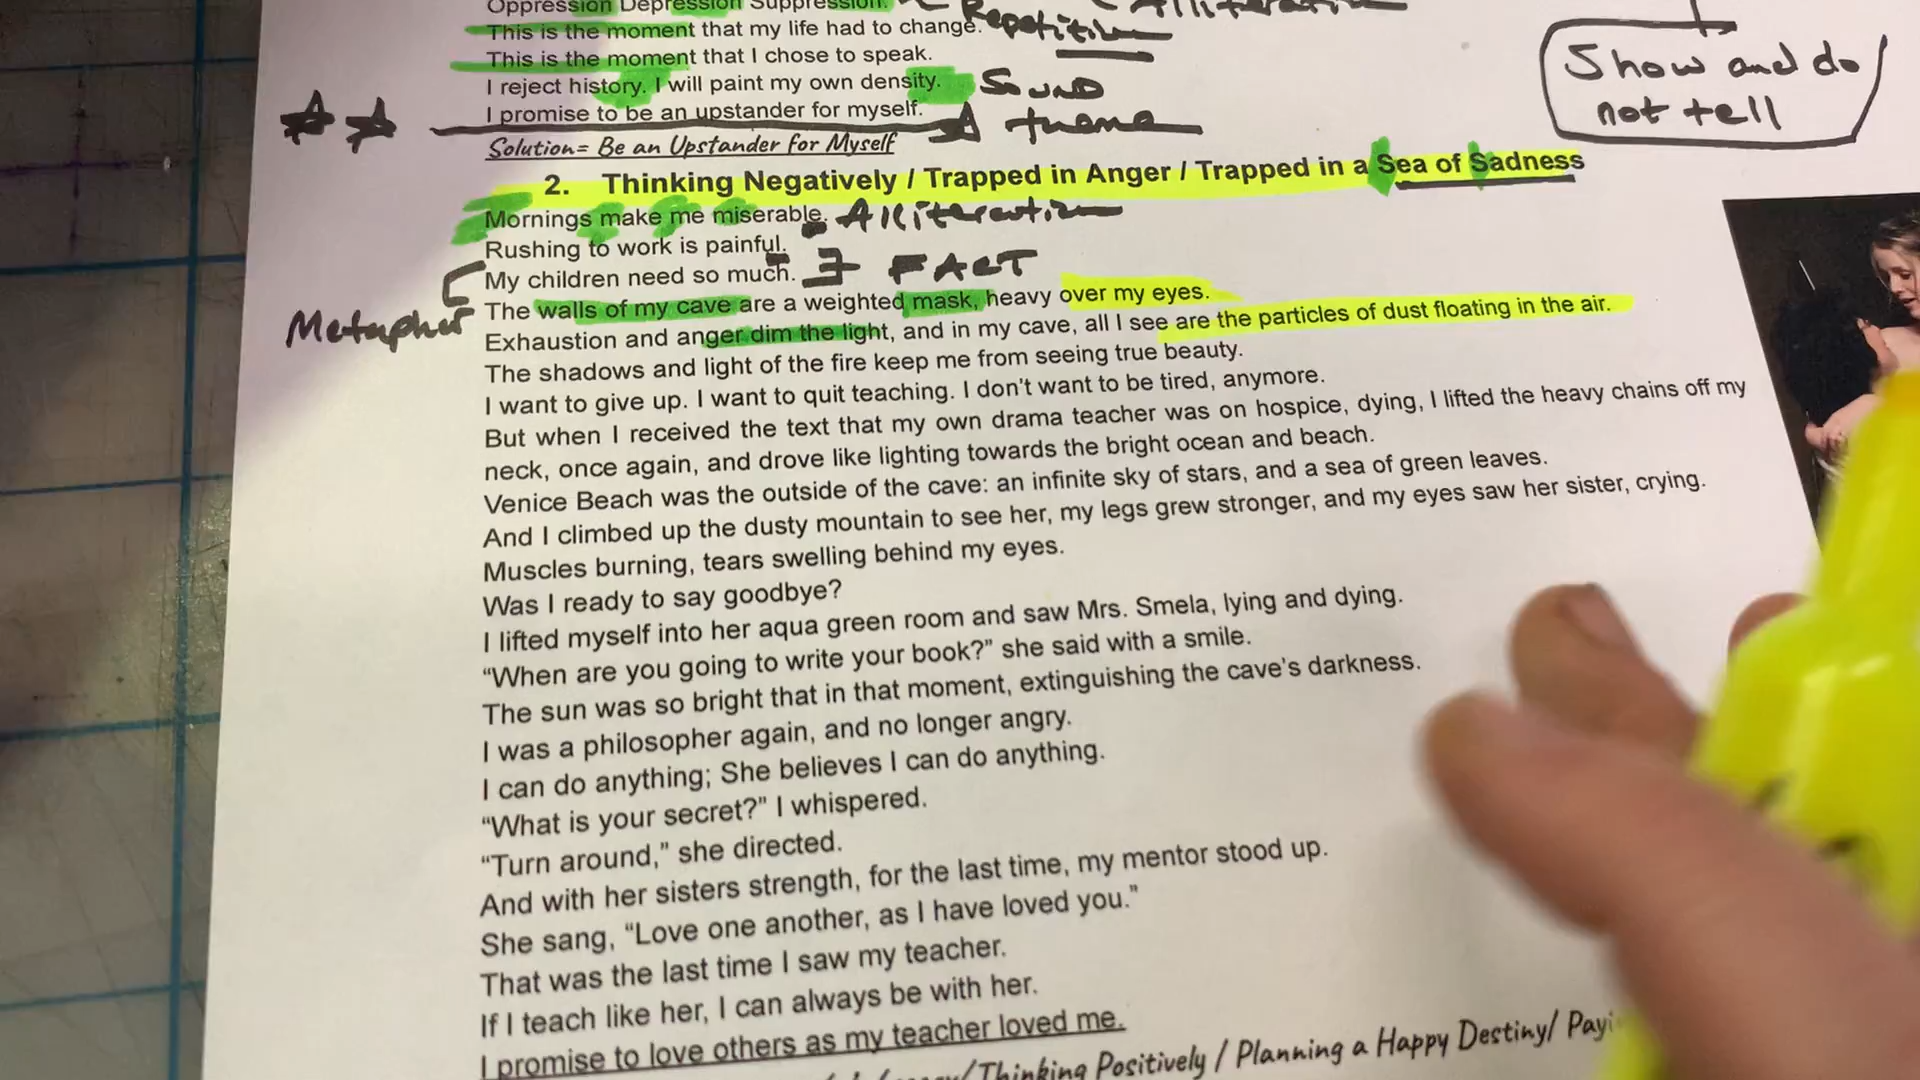 Oppression Depression Suppression. Alliteration
This is the moment that my life had to change. Repetition
This is the moment that I chose to speak.
I reject history. I will paint my own density. Sound
I promise to be an upstander for myself.
Show and do
not tell
Solution= Be an Upstander for Myself
2. Thinking Negatively / Trapped in Anger / Trapped in a Sea of Sadness
Mornings make me miserable. Alliteration
Rushing to work is painful.
My children need so much. FACT
Metaphor
The walls of my cave are a weighted mask, heavy over my eyes.
Exhaustion and anger dim the light, and in my cave, all I see are the particles of dust floating in the air.
The shadows and light of the fire keep me from seeing true beauty.
I want to give up. I want to quit teaching. I don't want to be tired, anymore.
But when I received the text that my own drama teacher was on hospice, dying, I lifted the heavy chains off my
neck, once again, and drove like lighting towards the bright ocean and beach.
Venice Beach was the outside of the cave: an infinite sky of stars, and a sea of green leaves.
And I climbed up the dusty mountain to see her, my legs grew stronger, and my eyes saw her sister, crying.
Muscles burning, tears swelling behind my eyes.
Was I ready to say goodbye?
I lifted myself into her aqua green room and saw Mrs. Smela, lying and dying.
“When are you going to write your book?” she said with a smile.
The sun was so bright that in that moment, extinguishing the cave's darkness.
I was a philosopher again, and no longer angry.
I can do anything; She believes I can do anything.
“What is your secret?” I whispered.
“Turn around,” she directed.
And with her sisters strength, for the last time, my mentor stood up.
She sang, “Love one another, as I have loved you.”
That was the last time I saw my teacher.
If I teach like her, I can always be with her.
I promise to love others as my teacher loved me.
/Thinking Positively / Planning a Happy Destiny/